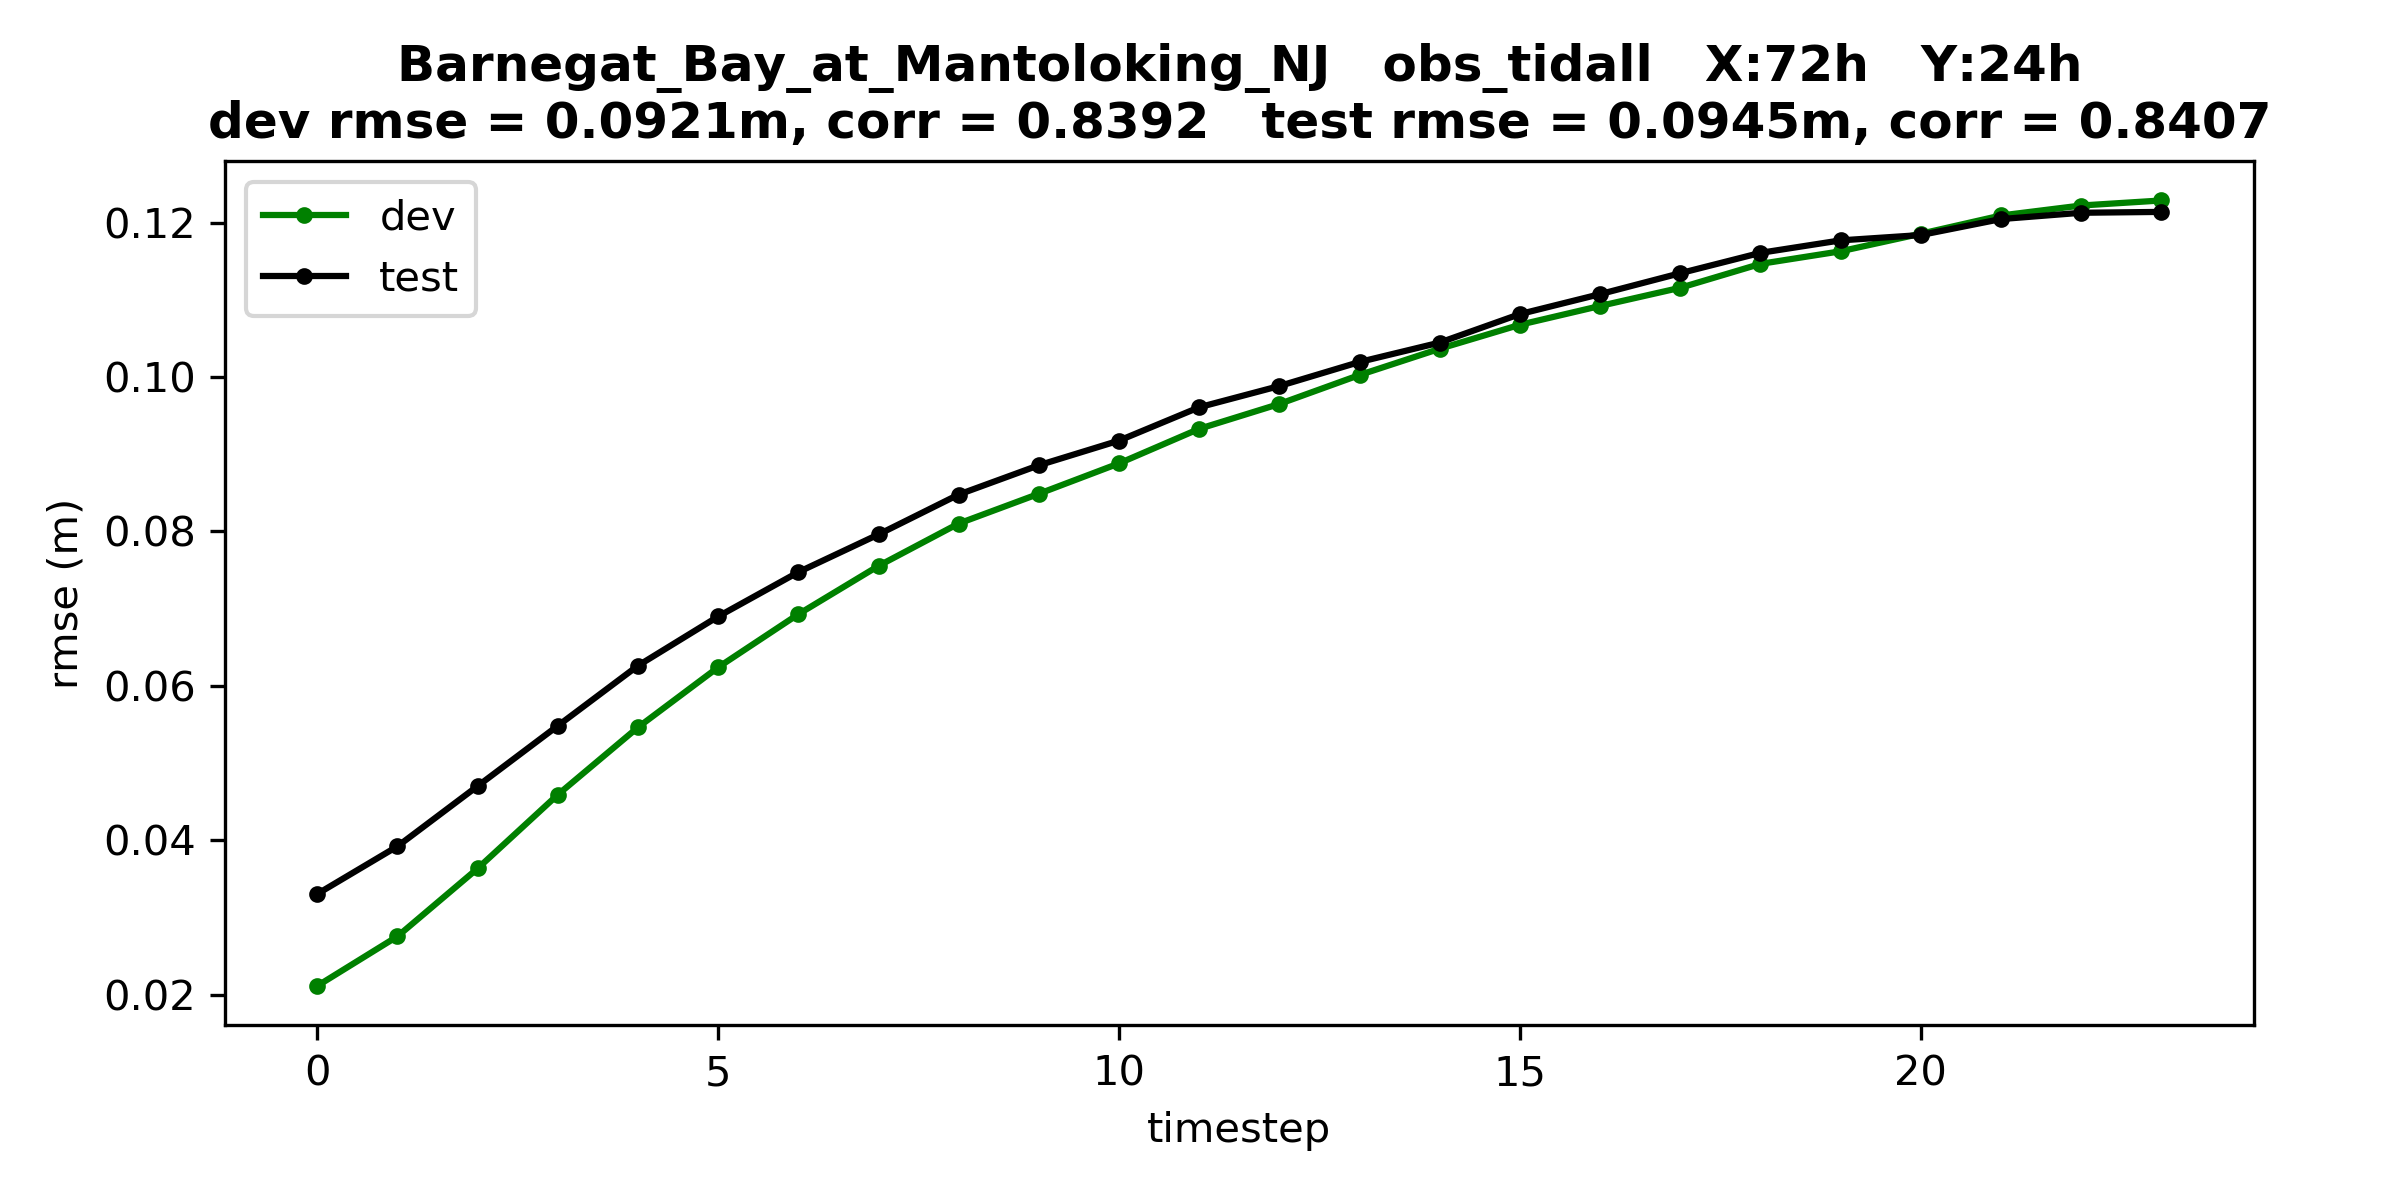 Barnegat_Bay_at_Mantoloking_NJ   obs_tidall   X:72h   Y:24h
dev rmse = 0.0921m, corr = 0.8392   test rmse = 0.0945m, corr = 0.8407
dev
test
0.12
0.10
0.08
0.06
0.04
0.02
rmse (m)
0
5
10
15
20
timestep